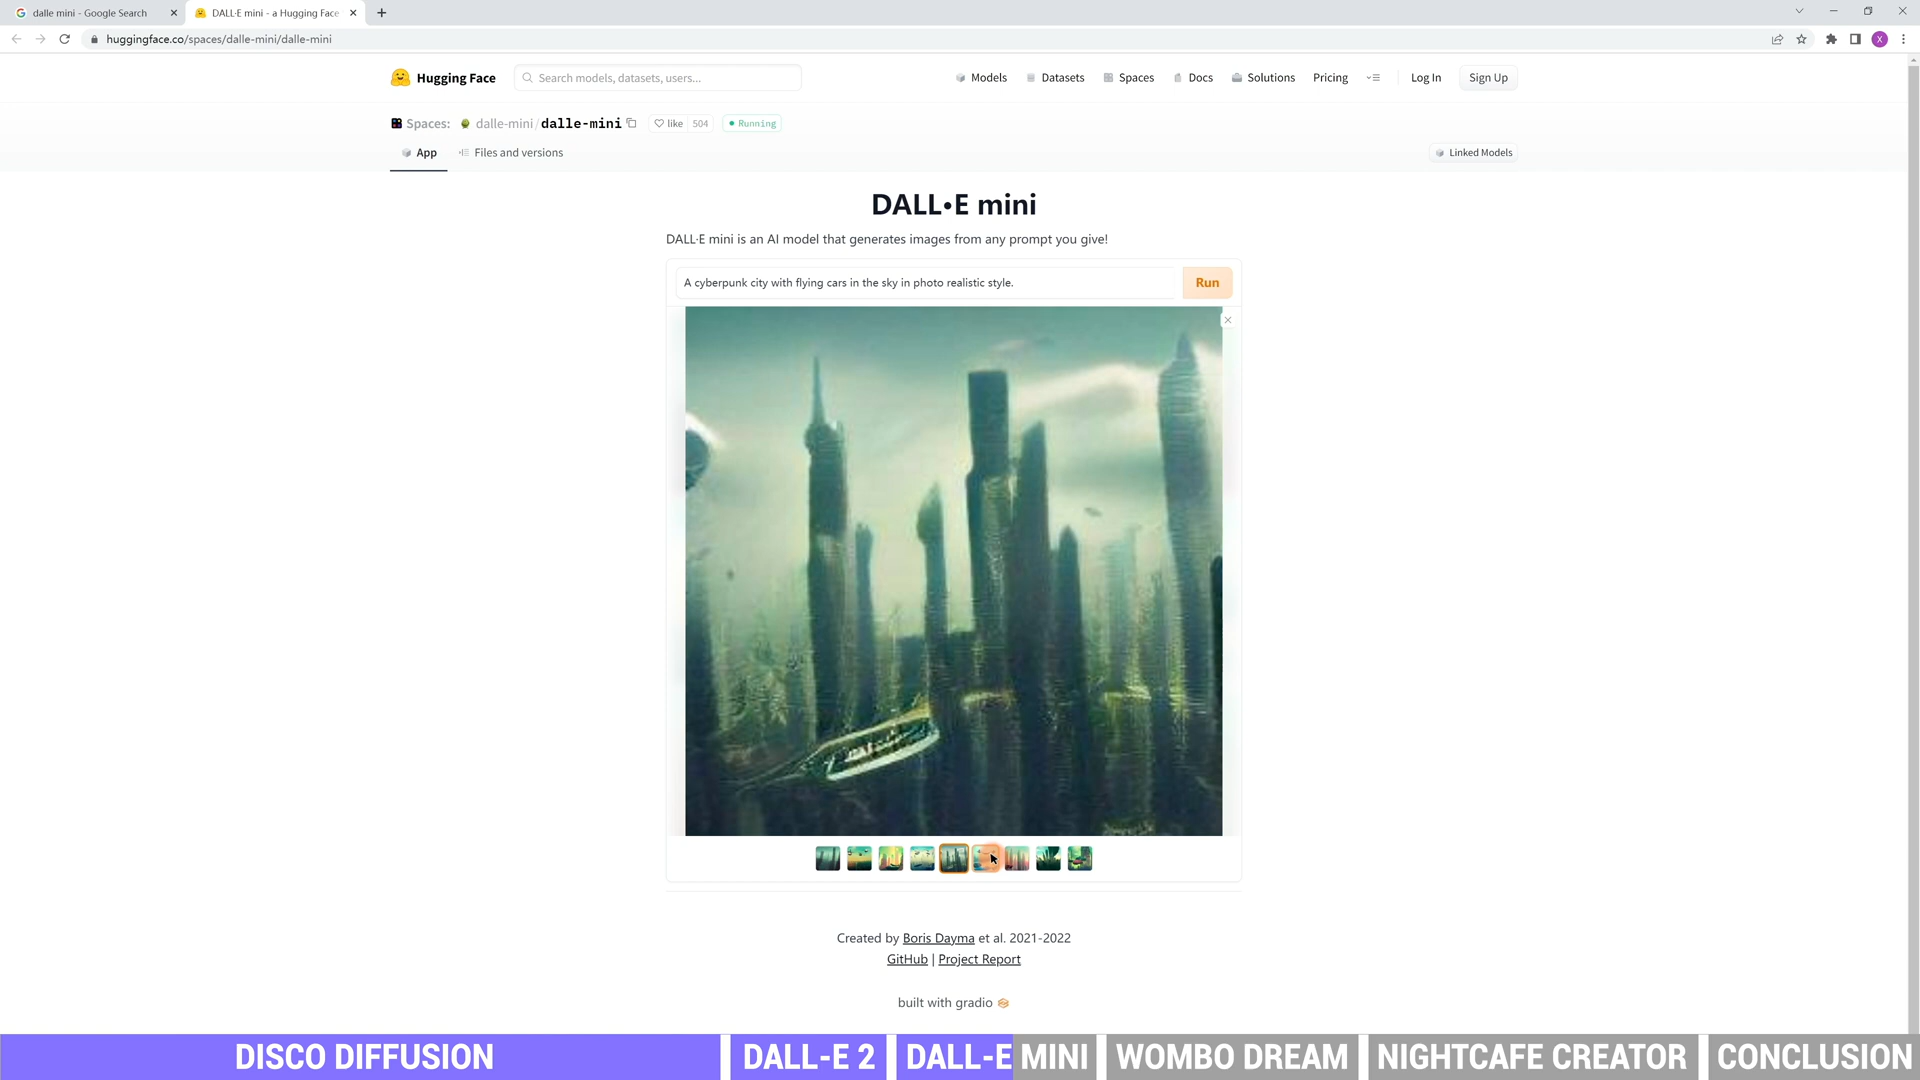 dalle mini - Google Search
DALL·E mini - a Hugging Face
huggingface.co/spaces/dalle-mini/dalle-mini
X
Hugging Face
Search models, datasets, users...
Models
Datasets
Spaces
Docs
Solutions
Pricing
Log In
Sign Up
Spaces:
dalle-mini/dalle-mini
like 504
Running
App
Files and versions
Linked Models
DALL•E mini
DALL·E mini is an AI model that generates images from any prompt you give!
A cyberpunk city with flying cars in the sky in photo realistic style.
Run
Created by Boris Dayma et al. 2021-2022
GitHub | Project Report
built with gradio
DISCO DIFFUSION
DALL-E 2
DALL-E MINI
WOMBO DREAM
NIGHTCAFE CREATOR
CONCLUSION